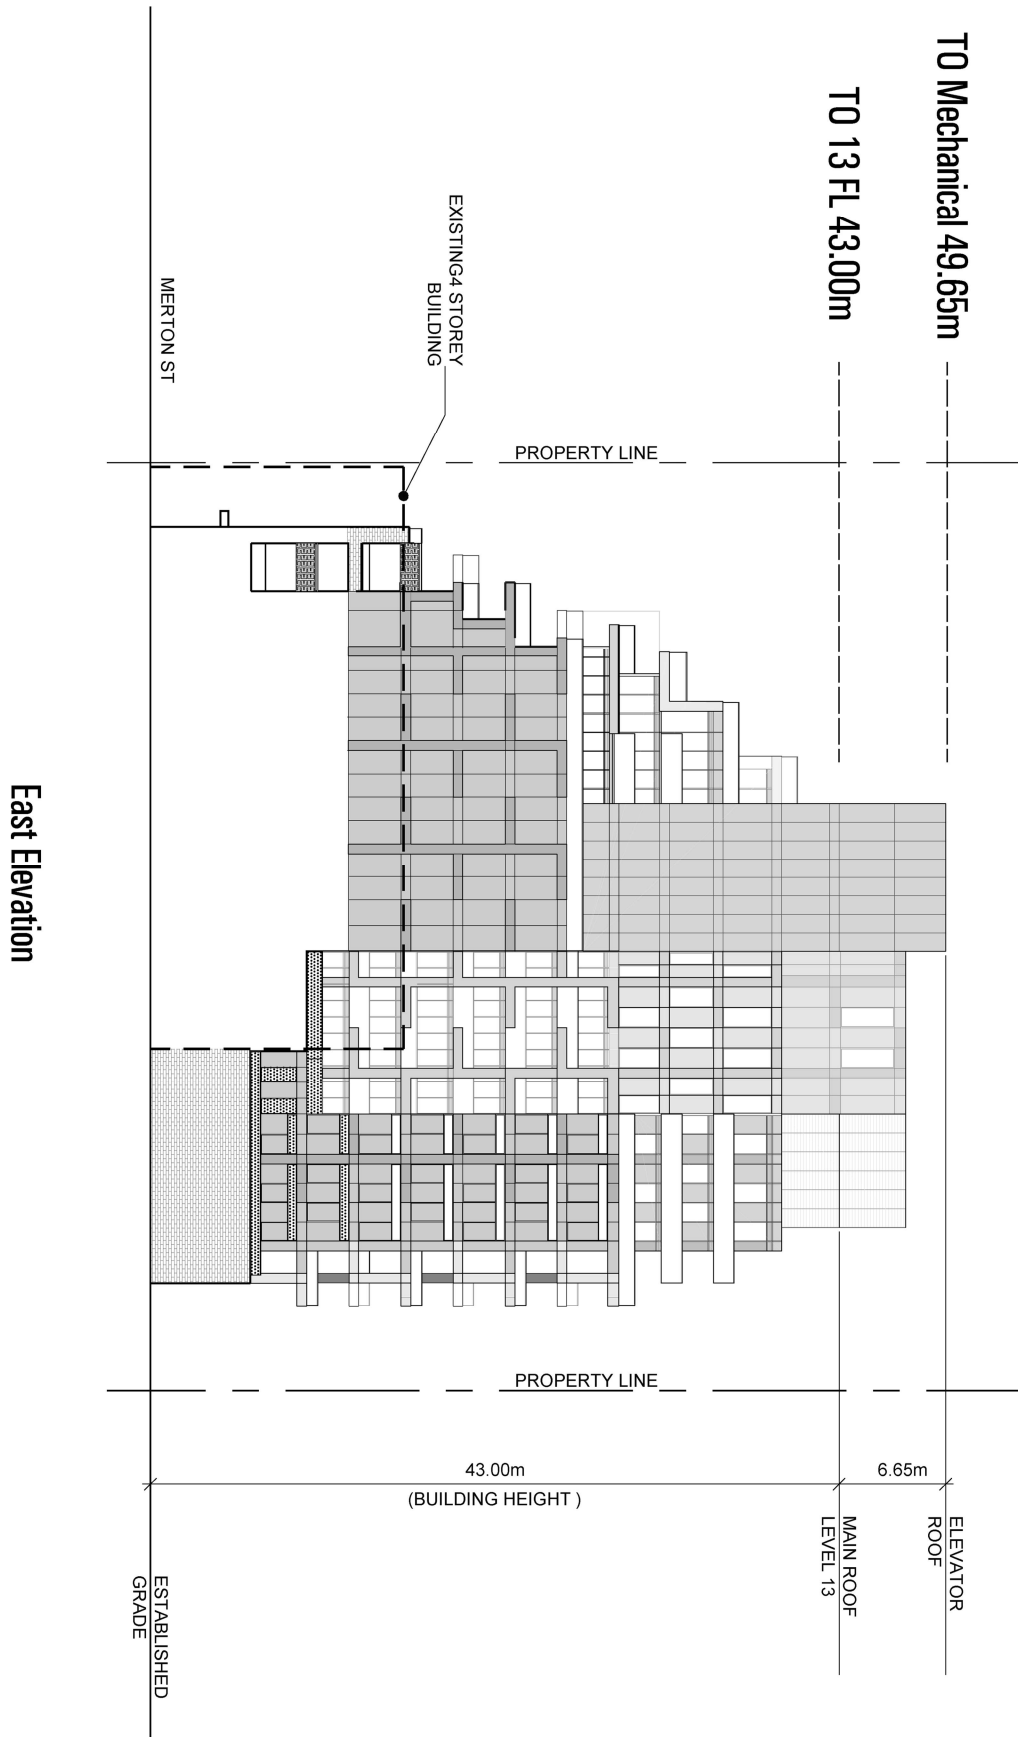 TO Mechanical 49.65m
TO 13 FL 43.00m
EXISTING4 STOREY
BUILDING
MERTON ST
PROPERTY LINE
PROPERTY LINE
43.00m
(BUILDING HEIGHT )
6.65m
ELEVATOR
ROOF
MAIN ROOF
LEVEL 13
ESTABLISHED
GRADE
East Elevation